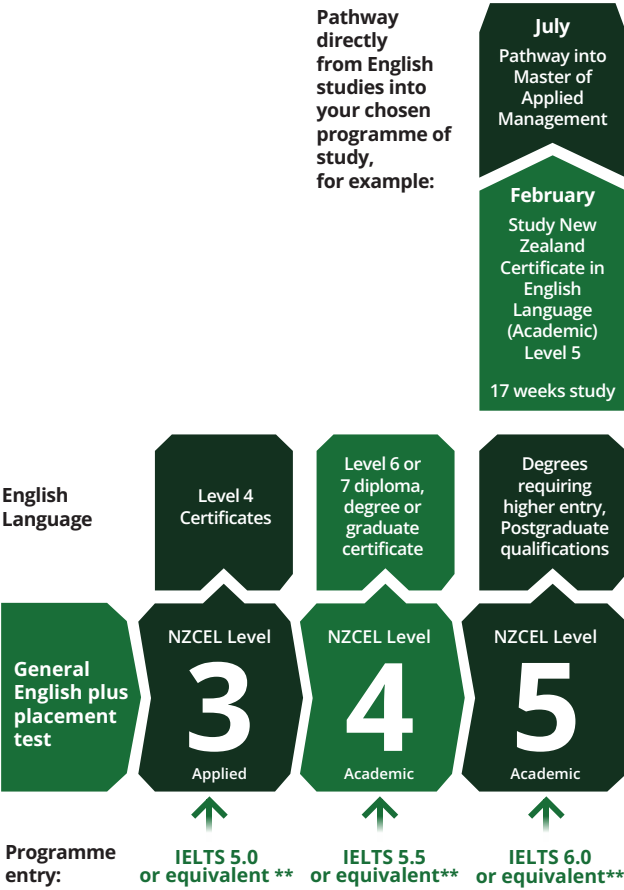 Pathway
directly
from English
studies into
your chosen
programme of
study,
for example:
July
Pathway into
Master of
Applied
Management
February
Study New
Zealand
Certificate in
English
Language
(Academic)
Level 5
17 weeks study
English
Language
Level 4
Certificates
Level 6 or
7 diploma,
degree or
graduate
certificate
Degrees
requiring
higher entry,
Postgraduate
qualifications
General
English plus
placement
test
NZCEL Level
3
Applied
NZCEL Level
4
Academic
NZCEL Level
5
Academic
Programme
entry:
IELTS 5.0
or equivalent **
IELTS 5.5
or equivalent**
IELTS 6.0
or equivalent**